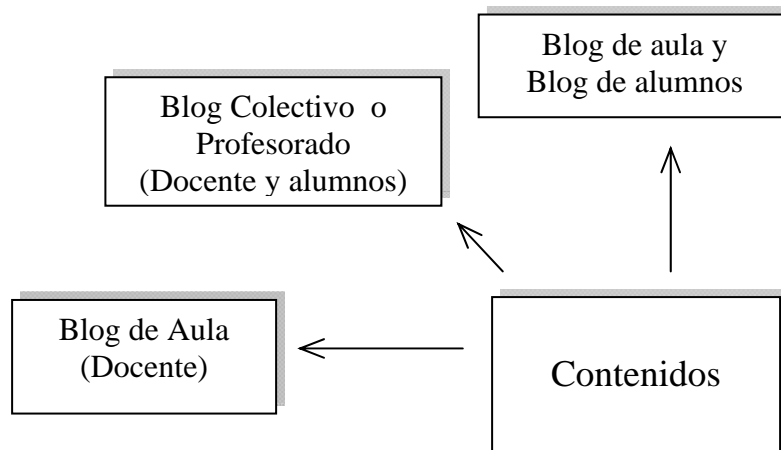 Blog de aula y
Blog de alumnos
Blog Colectivo o
Profesorado
(Docente y alumnos)
Blog de Aula
(Docente)
Contenidos